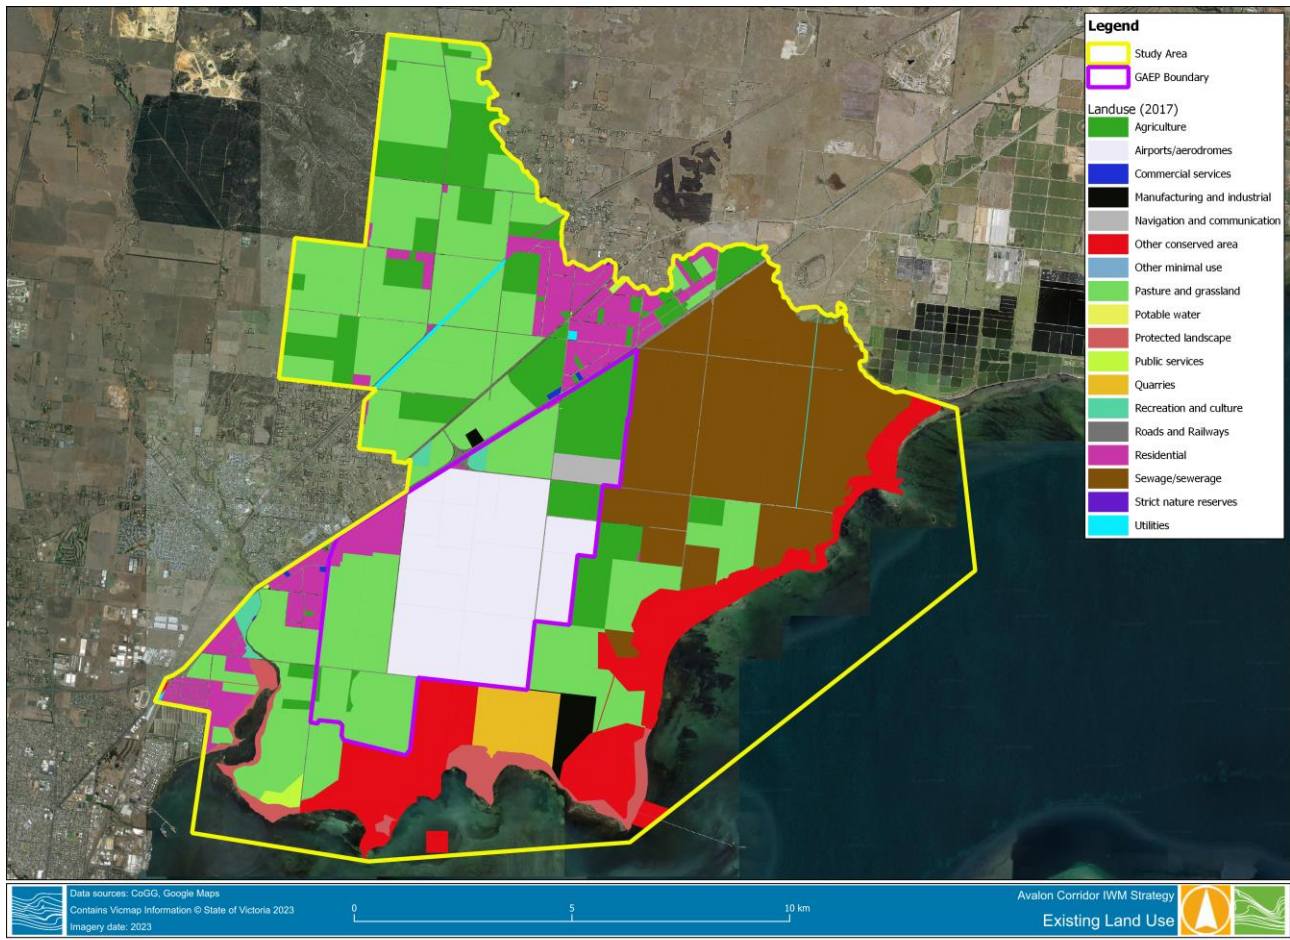 Legend
Study Area
GAEP Boundary
Landuse (2017)
Agriculture
Airports/aerodromes
Commercial services
Manufacturing and industrial
Navigation and communication
Other conserved area
Other minimal use
Pasture and grassland
Potable water
Protected landscape
Public services
Quarries
Recreation and culture
Roads and Railways
Residential
Sewage/sewerage
Strict nature reserves
Utilities
Data sources: CoGG, Google Maps
Contains Vicmap Information © State of Victoria 2023
Imagery date: 2023
0 5 10 km
Avalon Corridor IWM Strategy
Existing Land Use